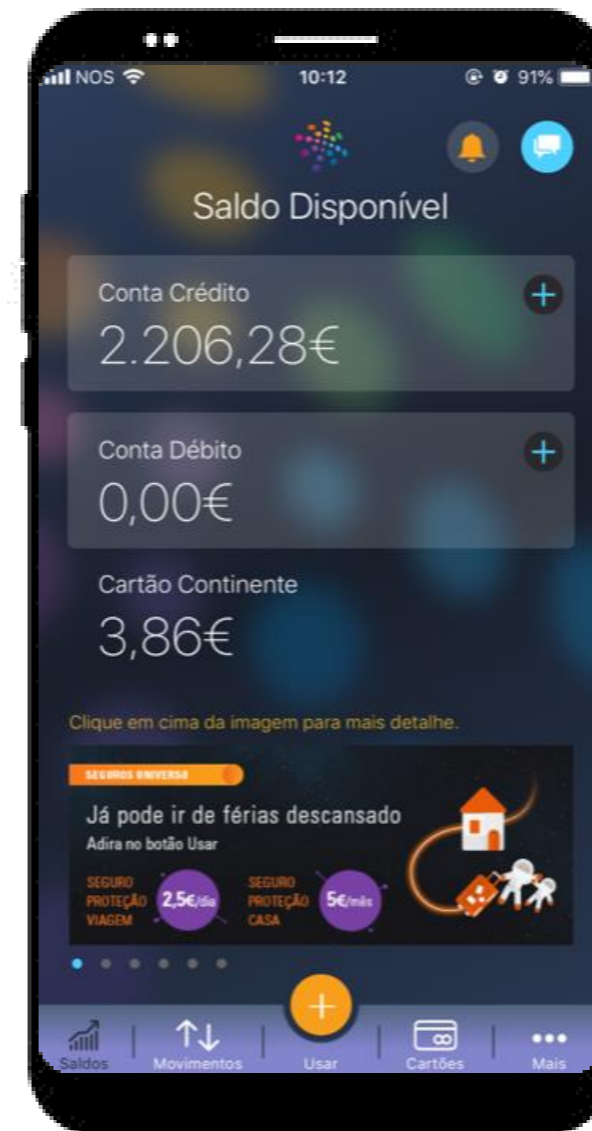 NOS 10:12 91%
Saldo Disponível
Conta Crédito
2.206,28€
Conta Débito
0,00€
Cartão Continente
3,86€
Clique em cima da imagem para mais detalhe.
SEGUROS UNIVERSO
Já pode ir de férias descansado
Adira no botão Usar
SEGURO
PROTEÇÃO
VIAGEM
2,5€/dia
SEGURO
PROTEÇÃO
CASA
5€/mês
Saldos Movimentos Usar Cartões Mais